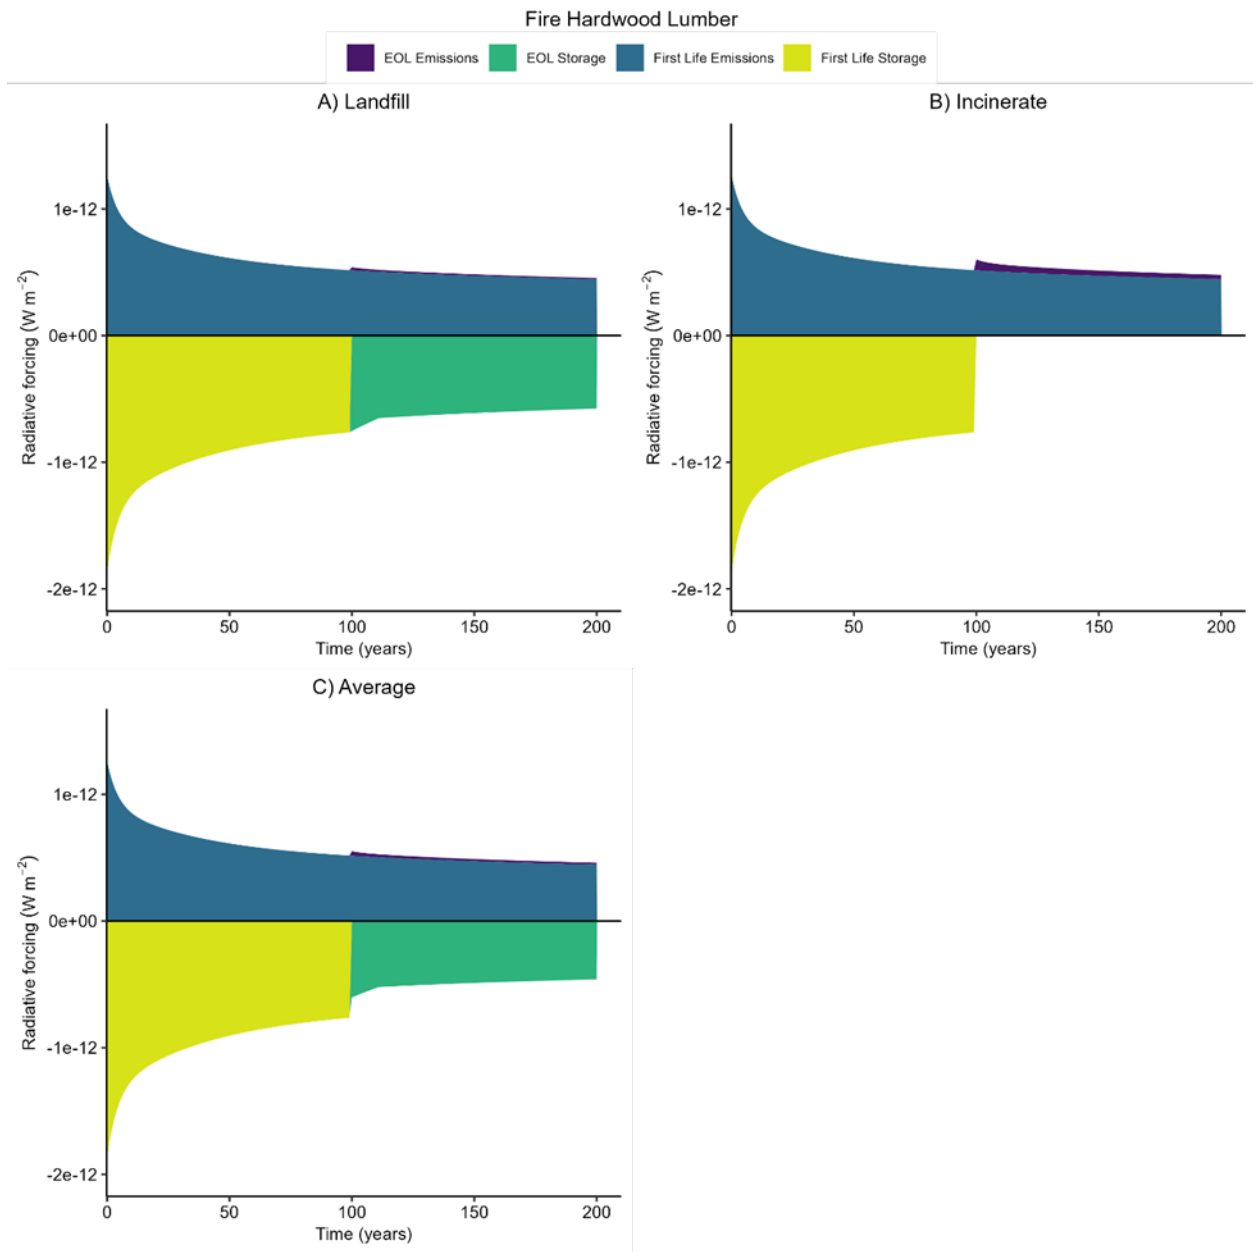 Fire Hardwood Lumber
EOL Emissions EOL Storage First Life Emissions First Life Storage
A) Landfill
1e-12
0e+00
-1e-12
-2e-12
Radiative forcing (W m⁻²)
0 50 100 150 200
Time (years)
B) Incinerate
1e-12
0e+00
-1e-12
-2e-12
Radiative forcing (W m⁻²)
0 50 100 150 200
Time (years)
C) Average
1e-12
0e+00
-1e-12
-2e-12
Radiative forcing (W m⁻²)
0 50 100 150 200
Time (years)